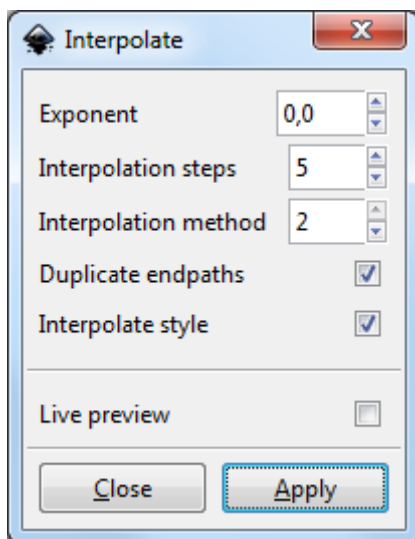 Interpolate
Exponent 0,0
Interpolation steps 5
Interpolation method 2
Duplicate endpaths
Interpolate style
Live preview
Close Apply